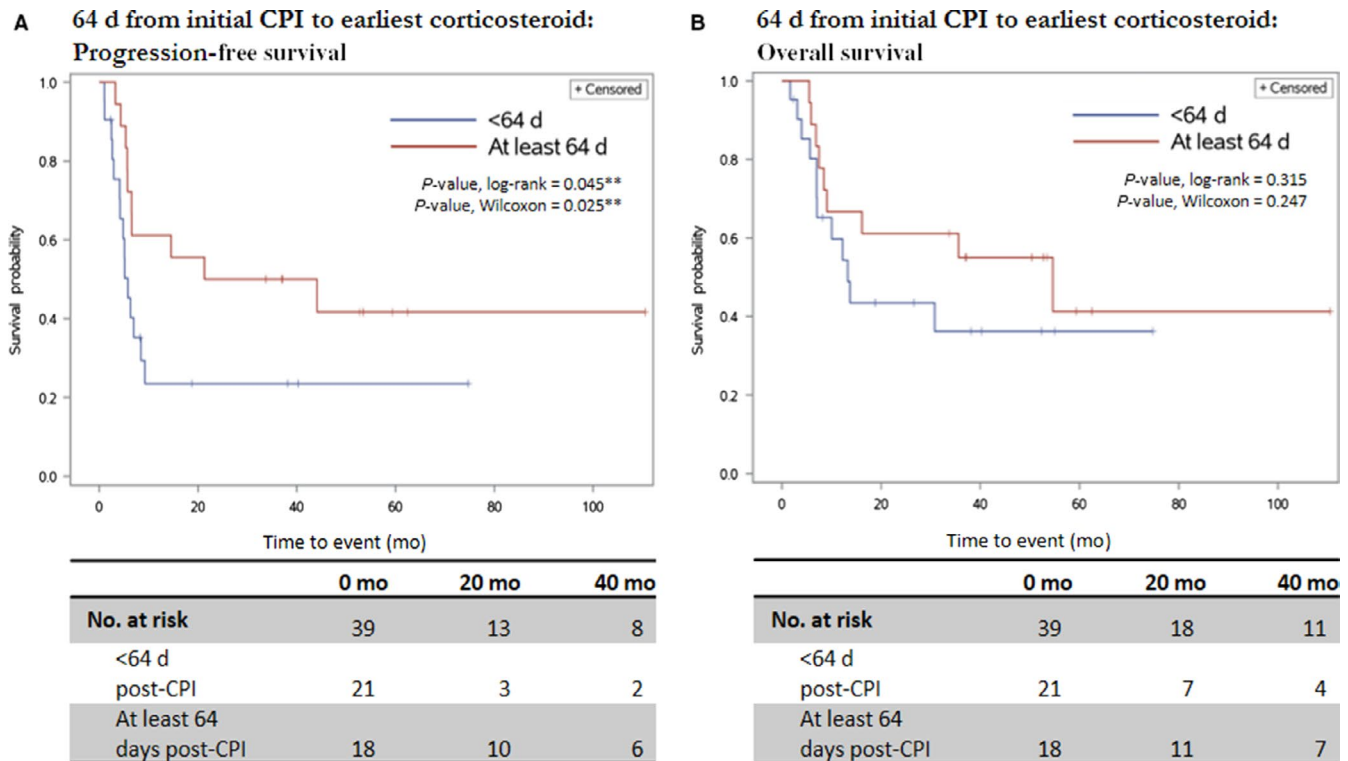 A
64 d from initial CPI to earliest corticosteroid:
Progression-free survival
1.0
0.8
0.6
0.4
0.2
0.0
Survival probability
+ Censored
<64 d
At least 64 d
P-value, log-rank = 0.045**
P-value, Wilcoxon = 0.025**
0 20 40 60 80 100
Time to event (mo)
0 mo 20 mo 40 mo
No. at risk 39 13 8
<64 d
post-CPI 21 3 2
At least 64
days post-CPI 18 10 6
B
64 d from initial CPI to earliest corticosteroid:
Overall survival
1.0
0.8
0.6
0.4
0.2
0.0
Survival probability
+ Censored
<64 d
At least 64 d
P-value, log-rank = 0.315
P-value, Wilcoxon = 0.247
0 20 40 60 80 100
Time to event (mo)
0 mo 20 mo 40 mo
No. at risk 39 18 11
<64 d
post-CPI 21 7 4
At least 64
days post-CPI 18 11 7